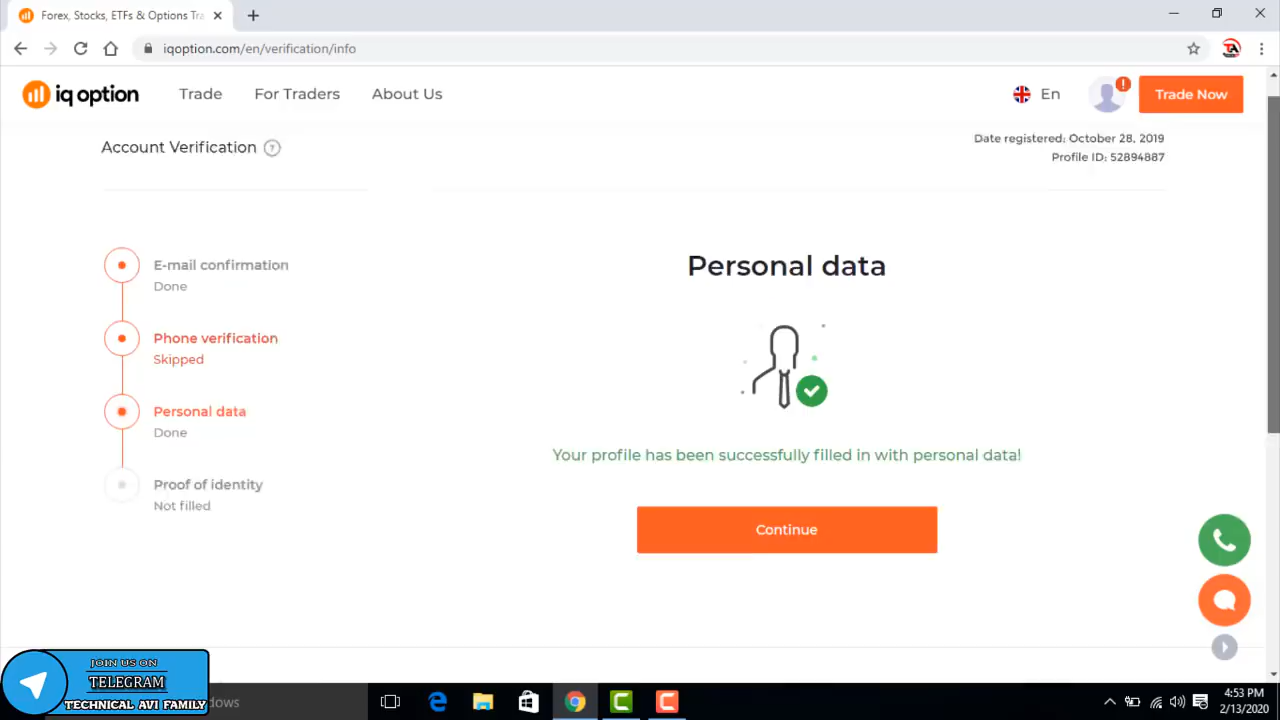 Forex, Stocks, ETFs & Options Tra
iqoption.com/en/verification/info
iq option
Trade
For Traders
About Us
En
!
Trade Now
Account Verification ?
Date registered: October 28, 2019
Profile ID: 52894887
E-mail confirmation
Done
Phone verification
Skipped
Personal data
Done
Proof of identity
Not filled
Personal data
Your profile has been successfully filled in with personal data!
Continue
JOIN US ON
TELEGRAM
TECHNICAL AVI FAMILY
dows
4:53 PM
2/13/2020